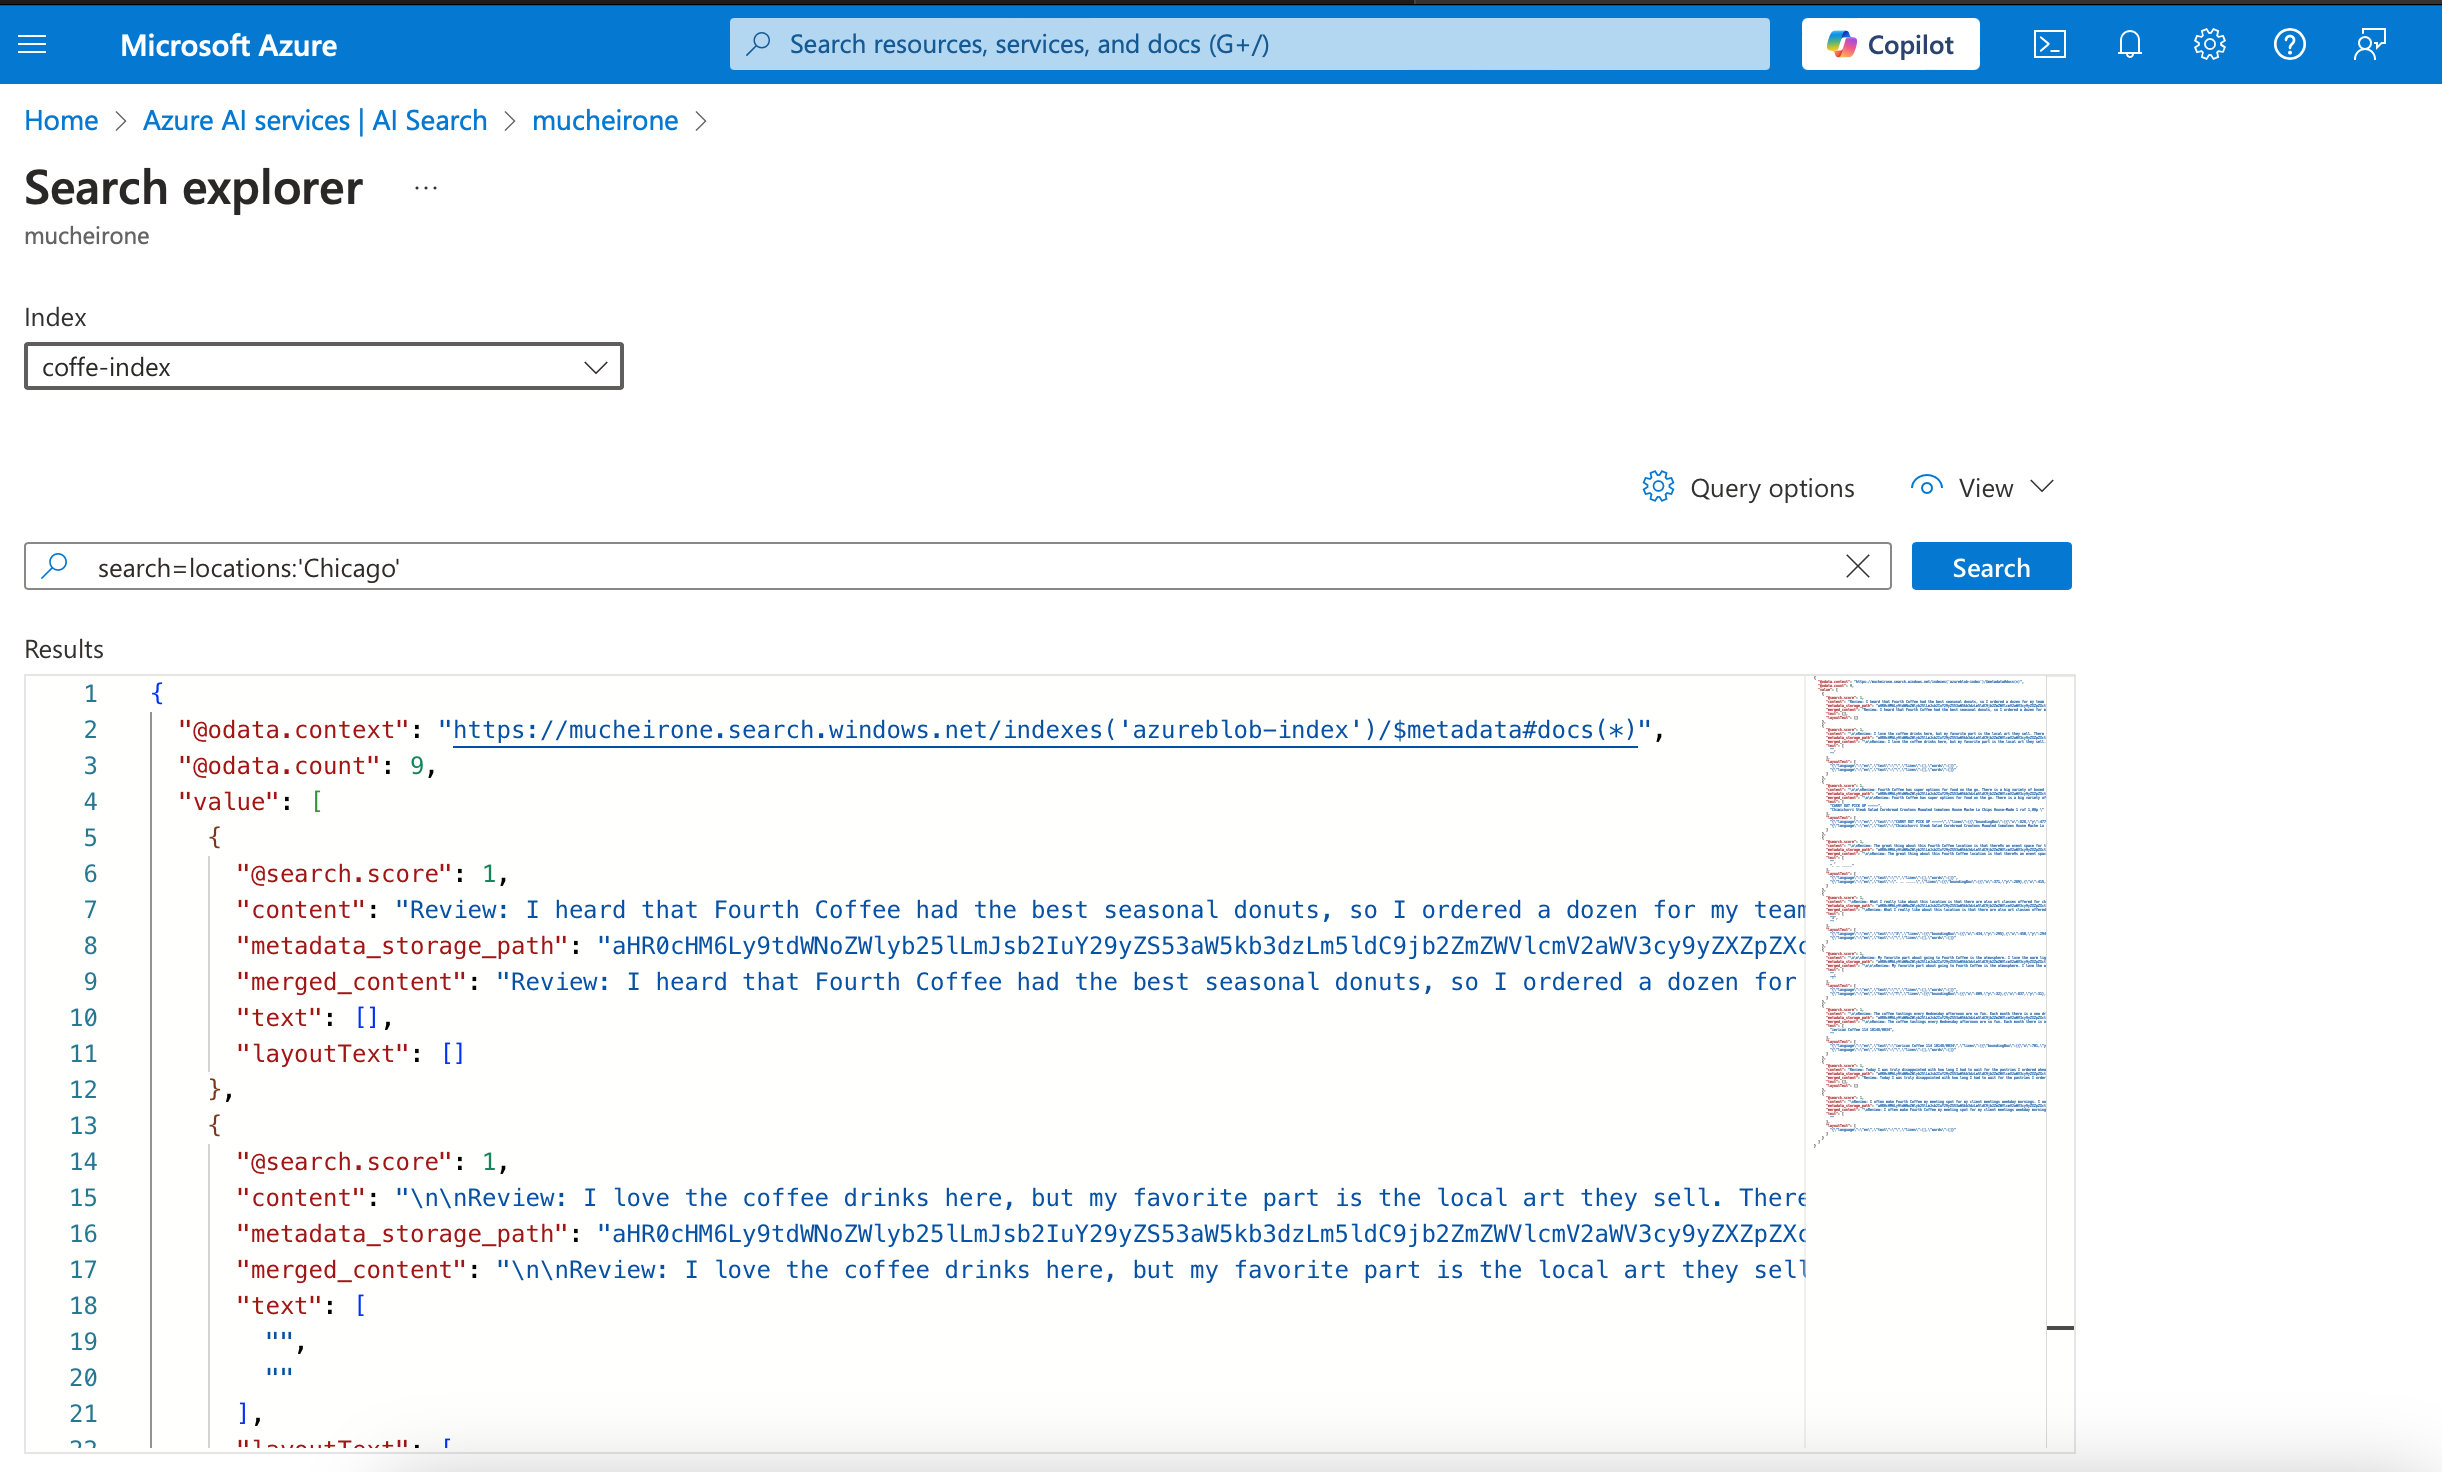 Microsoft Azure
Search resources, services, and docs (G+/)
Copilot
Home > Azure AI services | AI Search > mucheirone >
Search explorer ...
mucheirone
Index
coffe-index
Query options
View
search=locations:'Chicago'
Search
Results
1 {
2 "@odata.context": "https://mucheirone.search.windows.net/indexes('azureblob-index')/$metadata#docs(*)",
3 "@odata.count": 9,
4 "value": [
5 {
6 "@search.score": 1,
7 "content": "Review: I heard that Fourth Coffee had the best seasonal donuts, so I ordered a dozen for my team
8 "metadata_storage_path": "aHR0cHM6Ly9tdWNoZWlyb25lLmJsb2IuY29yZS53aW5kb3dzLm5ldC9jb2ZmZWVlcmV2aWV3cy9yZXZpZXc
9 "merged_content": "Review: I heard that Fourth Coffee had the best seasonal donuts, so I ordered a dozen for
10 "text": [],
11 "layoutText": []
12 },
13 {
14 "@search.score": 1,
15 "content": "\n\nReview: I love the coffee drinks here, but my favorite part is the local art they sell. There
16 "metadata_storage_path": "aHR0cHM6Ly9tdWNoZWlyb25lLmJsb2IuY29yZS53aW5kb3dzLm5ldC9jb2ZmZWVlcmV2aWV3cy9yZXZpZXc
17 "merged_content": "\n\nReview: I love the coffee drinks here, but my favorite part is the local art they sell
18 "text": [
19 "",
20 ""
21 ],
22 "layoutText": [